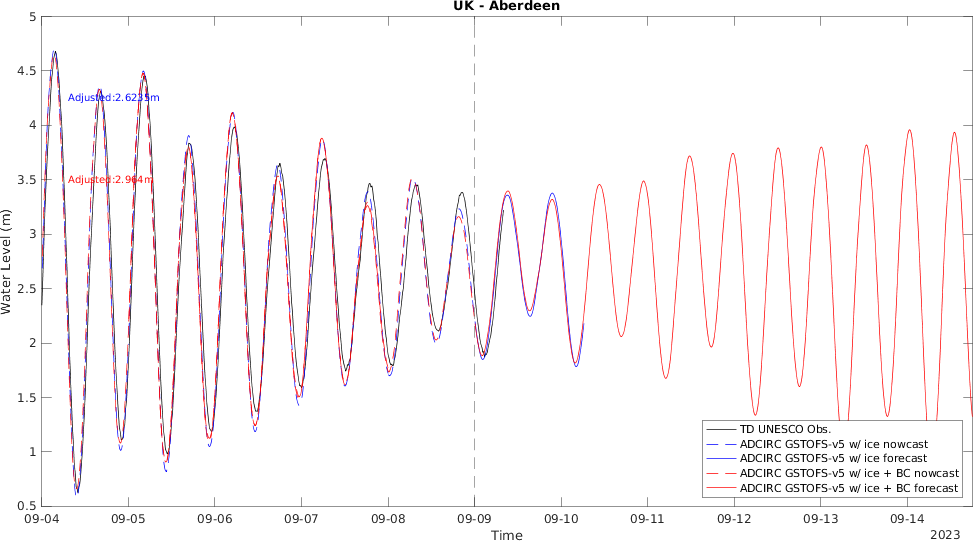 UK - Aberdeen
5
4.5
4
3.5
3
2.5
2
1.5
1
0.5
Water Level (m)
Adjusted:2.6235m
Adjusted:2.964m
TD UNESCO Obs.
ADCIRC GSTOFS-v5 w/ ice nowcast
ADCIRC GSTOFS-v5 w/ ice forecast
ADCIRC GSTOFS-v5 w/ ice + BC nowcast
ADCIRC GSTOFS-v5 w/ ice + BC forecast
09-04 09-05 09-06 09-07 09-08 09-09 09-10 09-11 09-12 09-13 09-14
Time
2023